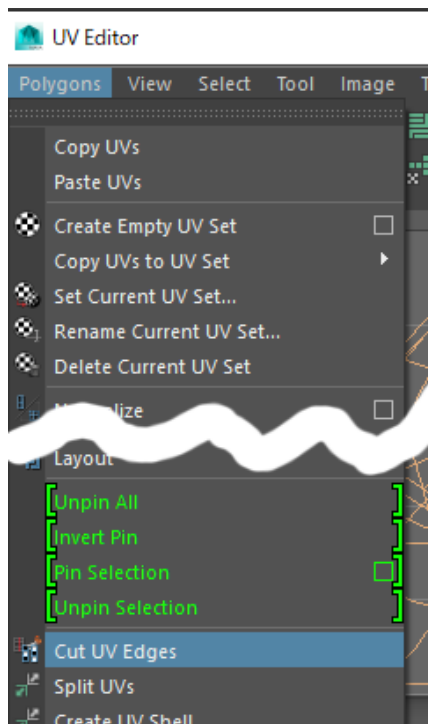 UV Editor
Polygons View Select Tool Image
Copy UVs
Paste UVs
Create Empty UV Set
Copy UVs to UV Set
Set Current UV Set...
Rename Current UV Set...
Delete Current UV Set
Layout
Unpin All
Invert Pin
Pin Selection
Unpin Selection
Cut UV Edges
Split UVs
Create UV Shell